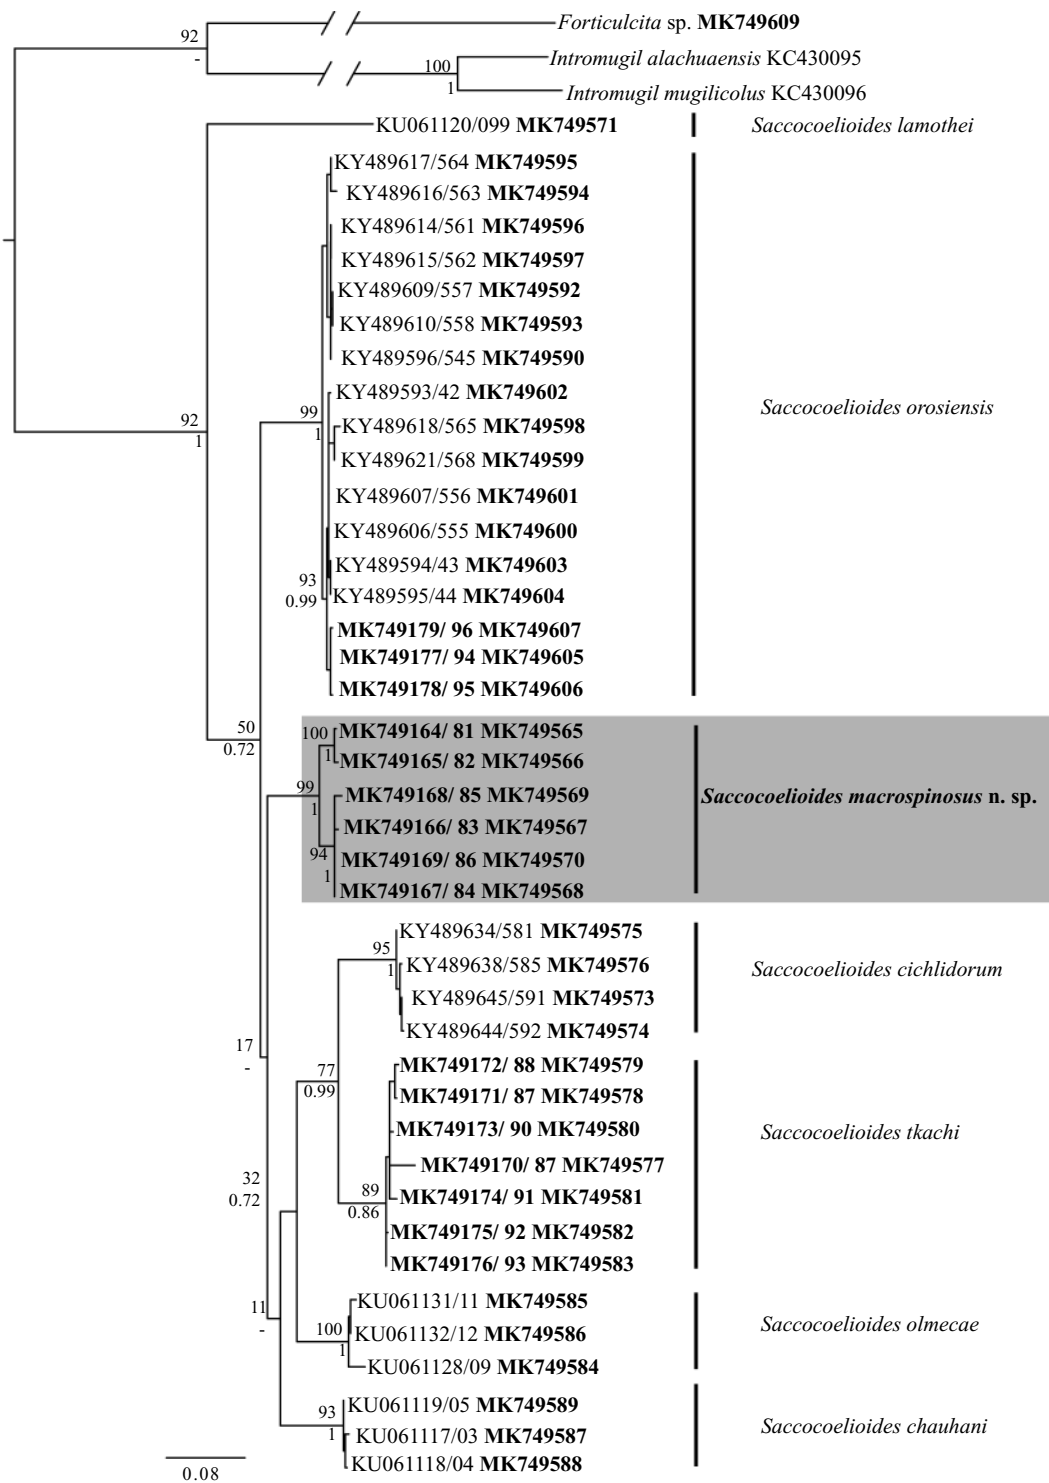 Forticulcita sp. MK749609
92
-
Intromugil alachuaensis KC430095
100
1
Intromugil mugilicolus KC430096
KU061120/099 MK749571
Saccocoelioides lamothei
KY489617/564 MK749595
KY489616/563 MK749594
KY489614/561 MK749596
KY489615/562 MK749597
KY489609/557 MK749592
KY489610/558 MK749593
KY489596/545 MK749590
KY489593/42 MK749602
Saccocoelioides orosiensis
99
1
92
1
KY489618/565 MK749598
KY489621/568 MK749599
KY489607/556 MK749601
KY489606/555 MK749600
KY489594/43 MK749603
93
0.99
KY489595/44 MK749604
MK749179/ 96 MK749607
MK749177/ 94 MK749605
MK749178/ 95 MK749606
50
0.72
100
1
MK749164/ 81 MK749565
MK749165/ 82 MK749566
99
1
MK749168/ 85 MK749569
Saccocoelioides macrospinosus n. sp.
MK749166/ 83 MK749567
94
1
MK749169/ 86 MK749570
MK749167/ 84 MK749568
KY489634/581 MK749575
95
1
KY489638/585 MK749576
Saccocoelioides cichlidorum
KY489645/591 MK749573
KY489644/592 MK749574
17
-
77
0.99
MK749172/ 88 MK749579
MK749171/ 87 MK749578
MK749173/ 90 MK749580
Saccocoelioides tkachi
MK749170/ 87 MK749577
32
0.72
89
0.86
MK749174/ 91 MK749581
MK749175/ 92 MK749582
MK749176/ 93 MK749583
11
-
KU061131/11 MK749585
100
1
KU061132/12 MK749586
Saccocoelioides olmecae
KU061128/09 MK749584
93
1
KU061119/05 MK749589
Saccocoelioides chauhani
KU061117/03 MK749587
KU061118/04 MK749588
0.08